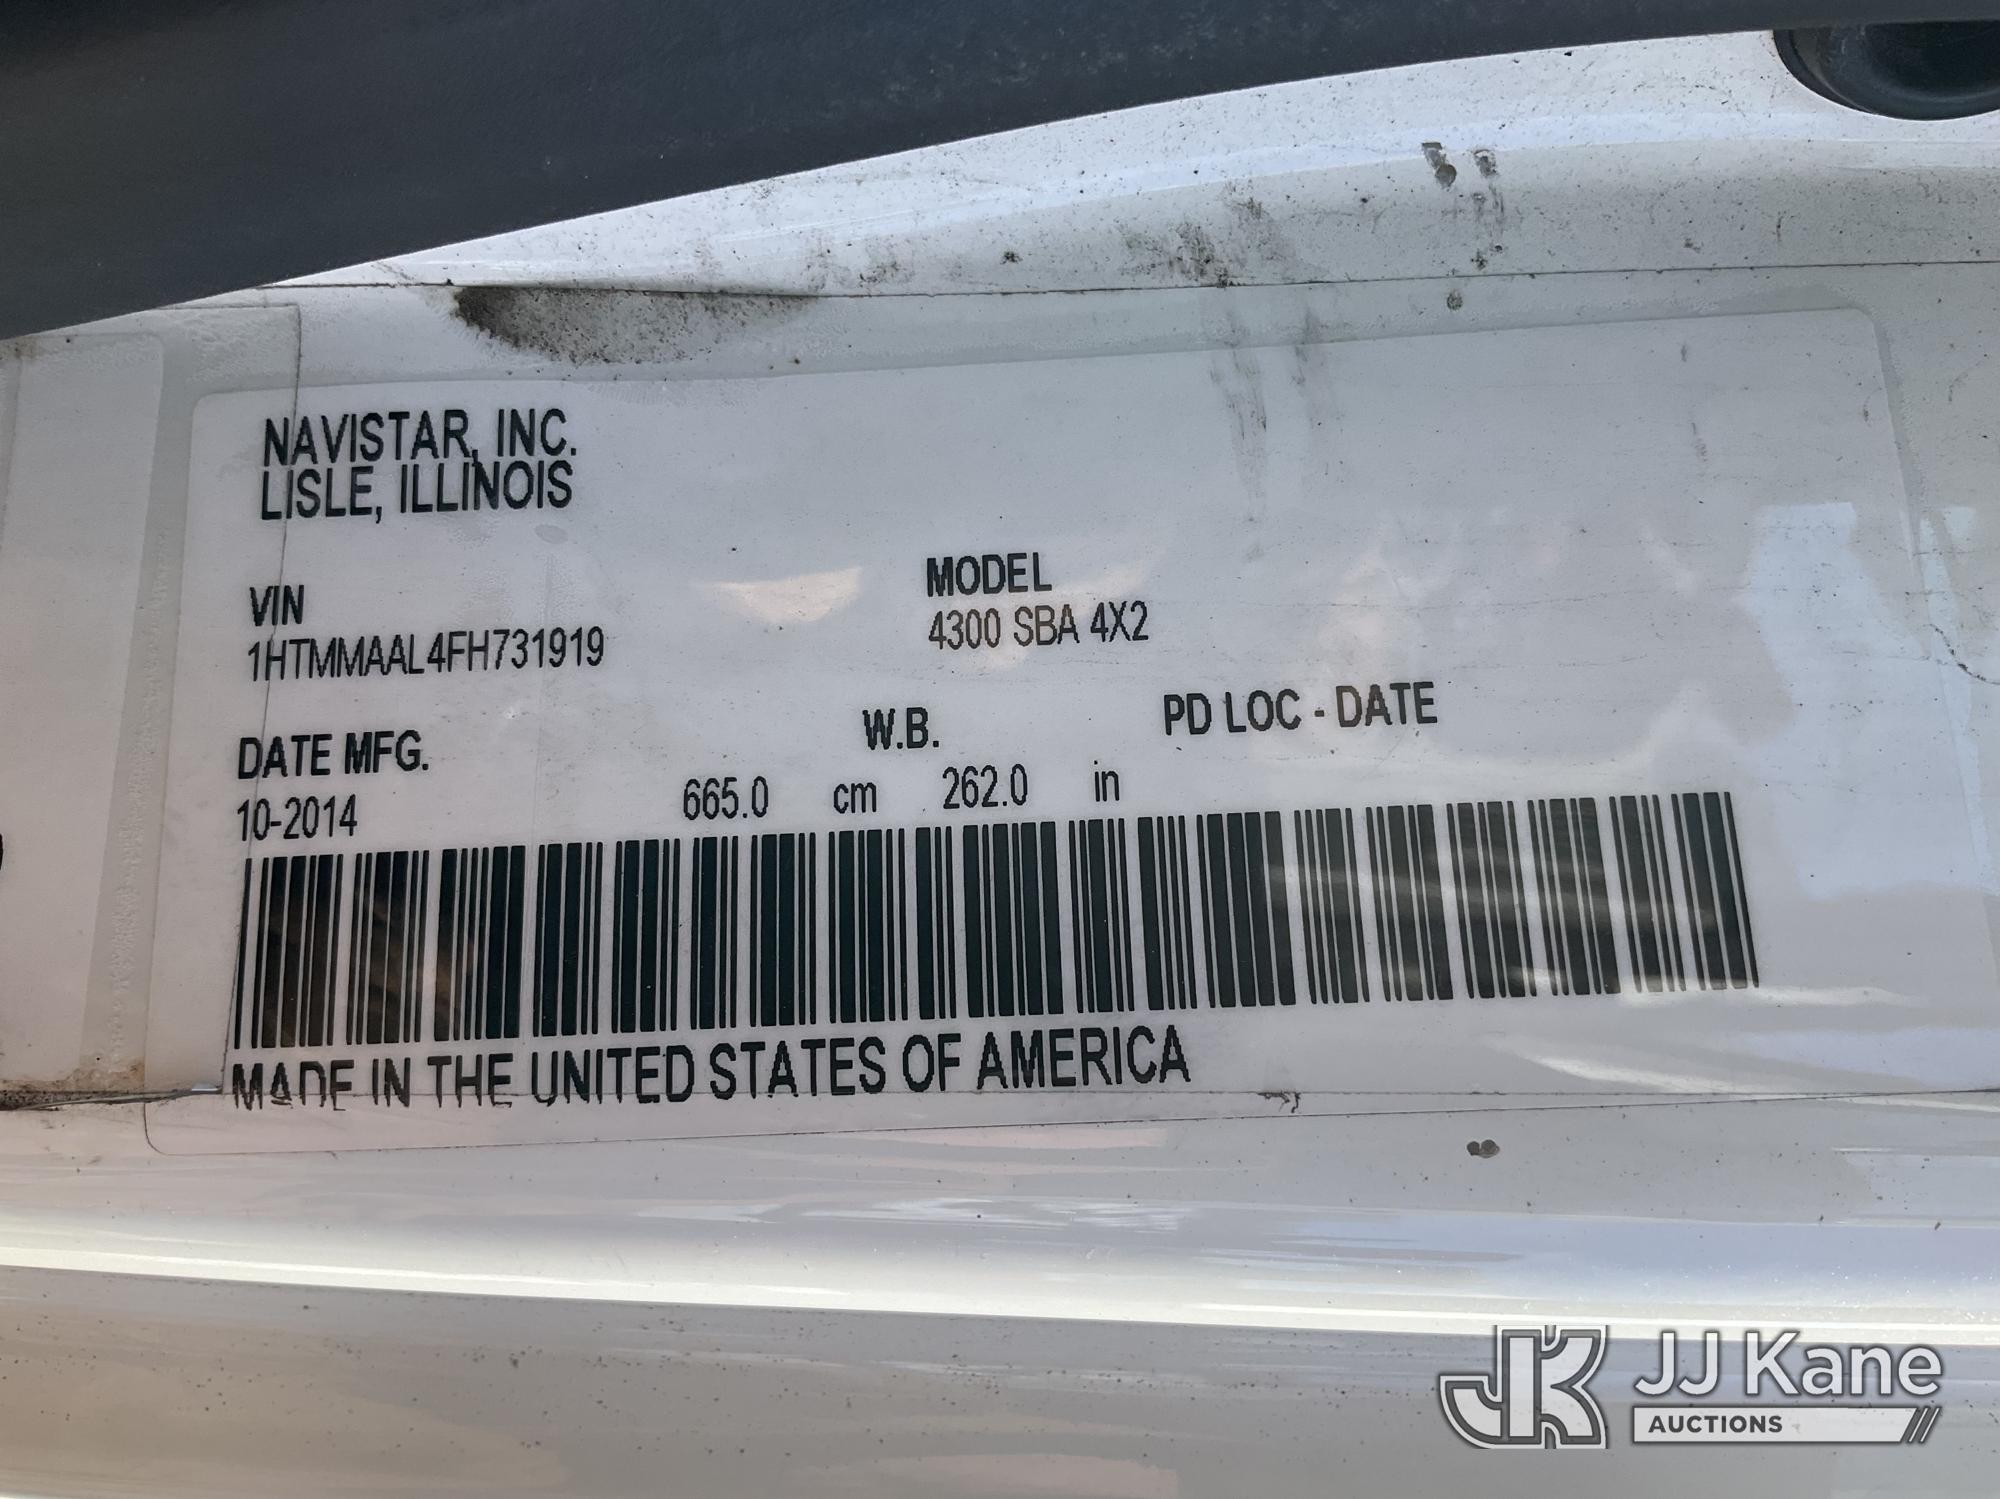 NAVISTAR, INC.
LISLE, ILLINOIS
VIN
1HTMMAAL4FH731919
MODEL
4300 SBA 4X2
DATE MFG.
10-2014
W.B.
665.0 cm 262.0 in
PD LOC - DATE
MADE IN THE UNITED STATES OF AMERICA
JK JJ Kane
AUCTIONS